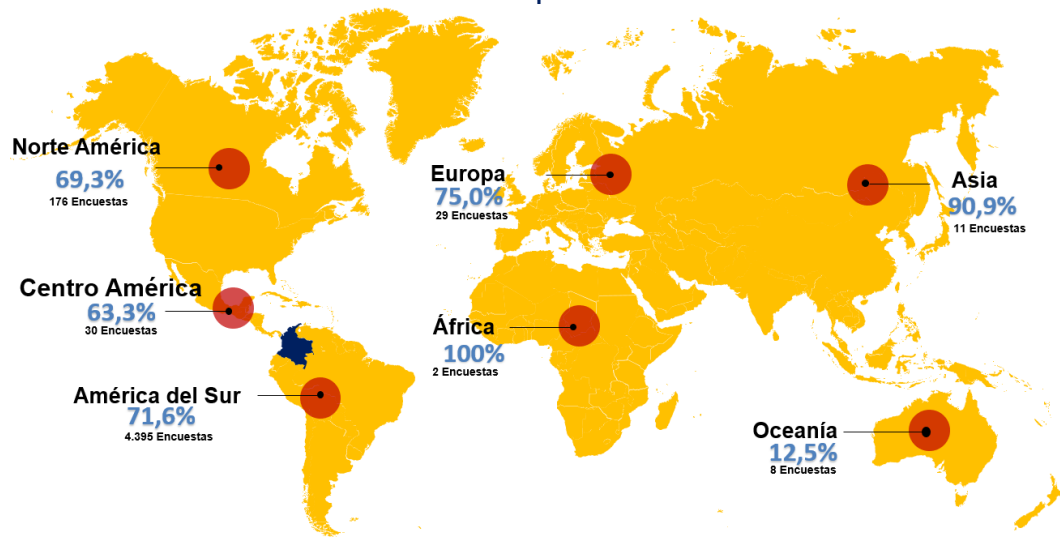 Norte América
69,3%
176 Encuestas
Europa
75,0%
29 Encuestas
Asia
90,9%
11 Encuestas
Centro América
63,3%
30 Encuestas
África
100%
2 Encuestas
América del Sur
71,6%
4.395 Encuestas
Oceanía
12,5%
8 Encuestas